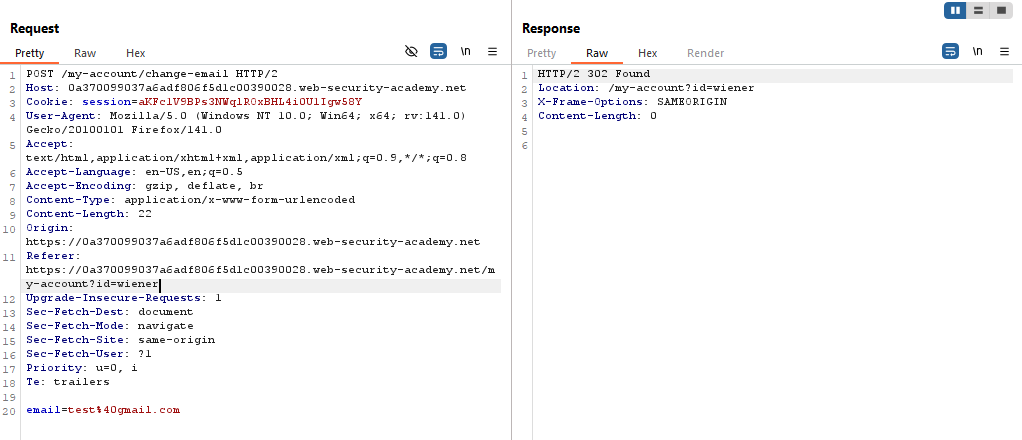 Request
Pretty Raw Hex \n
1 POST /my-account/change-email HTTP/2
2 Host: 0a370099037a6adf806f5d1c00390028.web-security-academy.net
3 Cookie: session=aKFc1V9BPs3NWq1R0xBHL4i0U1Igw58Y
4 User-Agent: Mozilla/5.0 (Windows NT 10.0; Win64; x64; rv:141.0)
Gecko/20100101 Firefox/141.0
5 Accept:
text/html,application/xhtml+xml,application/xml;q=0.9,*/*;q=0.8
6 Accept-Language: en-US,en;q=0.5
7 Accept-Encoding: gzip, deflate, br
8 Content-Type: application/x-www-form-urlencoded
9 Content-Length: 22
10 Origin:
https://0a370099037a6adf806f5d1c00390028.web-security-academy.net
11 Referer:
https://0a370099037a6adf806f5d1c00390028.web-security-academy.net/m
y-account?id=wiener
12 Upgrade-Insecure-Requests: 1
13 Sec-Fetch-Dest: document
14 Sec-Fetch-Mode: navigate
15 Sec-Fetch-Site: same-origin
16 Sec-Fetch-User: ?1
17 Priority: u=0, i
18 Te: trailers
19
20 email=test%40gmail.com
Response
Pretty Raw Hex Render \n
1 HTTP/2 302 Found
2 Location: /my-account?id=wiener
3 X-Frame-Options: SAMEORIGIN
4 Content-Length: 0
5
6